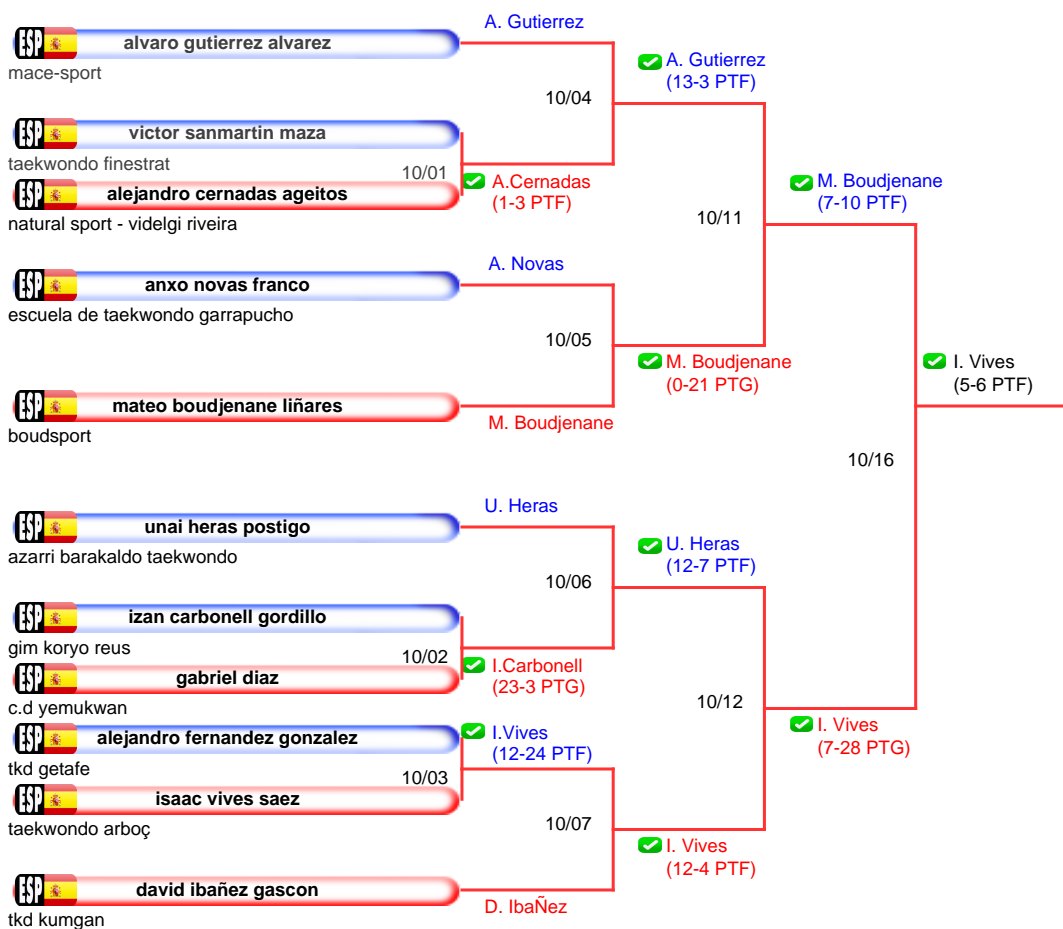 A. Gutierrez
ESP alvaro gutierrez alvarez
mace-sport
A. Gutierrez
(13-3 PTF)
10/04
ESP victor sanmartin maza
taekwondo finestrat
10/01
ESP alejandro cernadas ageitos
natural sport - videlgi riveira
A.Cernadas
(1-3 PTF)
M. Boudjenane
(7-10 PTF)
10/11
A. Novas
ESP anxo novas franco
escuela de taekwondo garrapucho
10/05
M. Boudjenane
(0-21 PTG)
ESP mateo boudjenane liñares
boudsport
M. Boudjenane
I. Vives
(5-6 PTF)
10/16
U. Heras
ESP unai heras postigo
azarri barakaldo taekwondo
U. Heras
(12-7 PTF)
10/06
ESP izan carbonell gordillo
gim koryo reus
10/02
ESP gabriel diaz
c.d yemukwan
I.Carbonell
(23-3 PTG)
10/12
I. Vives
(7-28 PTG)
ESP alejandro fernandez gonzalez
tkd getafe
I.Vives
(12-24 PTF)
10/03
ESP isaac vives saez
taekwondo arboç
10/07
I. Vives
(12-4 PTF)
ESP david ibañez gascon
tkd kumgan
D. IbaÑez